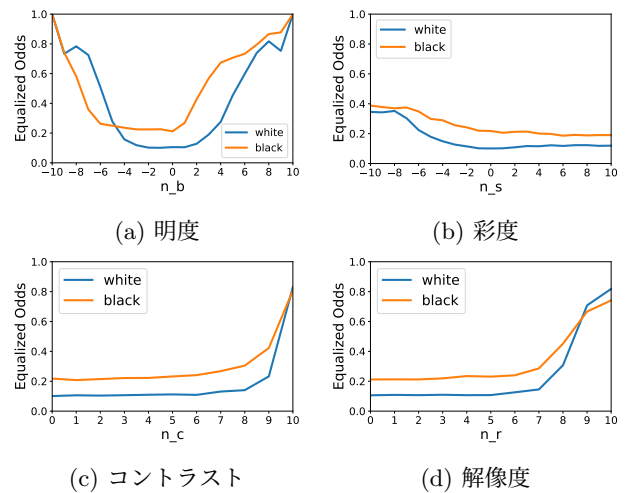 1.0
0.8
0.6
0.4
0.2
0.0
Equalized Odds
white
black
−10 −8 −6 −4 −2 0 2 4 6 8 10
n_b
(a) 明度
1.0
0.8
0.6
0.4
0.2
0.0
Equalized Odds
white
black
−10 −8 −6 −4 −2 0 2 4 6 8 10
n_s
(b) 彩度
1.0
0.8
0.6
0.4
0.2
0.0
Equalized Odds
white
black
0 1 2 3 4 5 6 7 8 9 10
n_c
(c) コントラスト
1.0
0.8
0.6
0.4
0.2
0.0
Equalized Odds
white
black
0 1 2 3 4 5 6 7 8 9 10
n_r
(d) 解像度